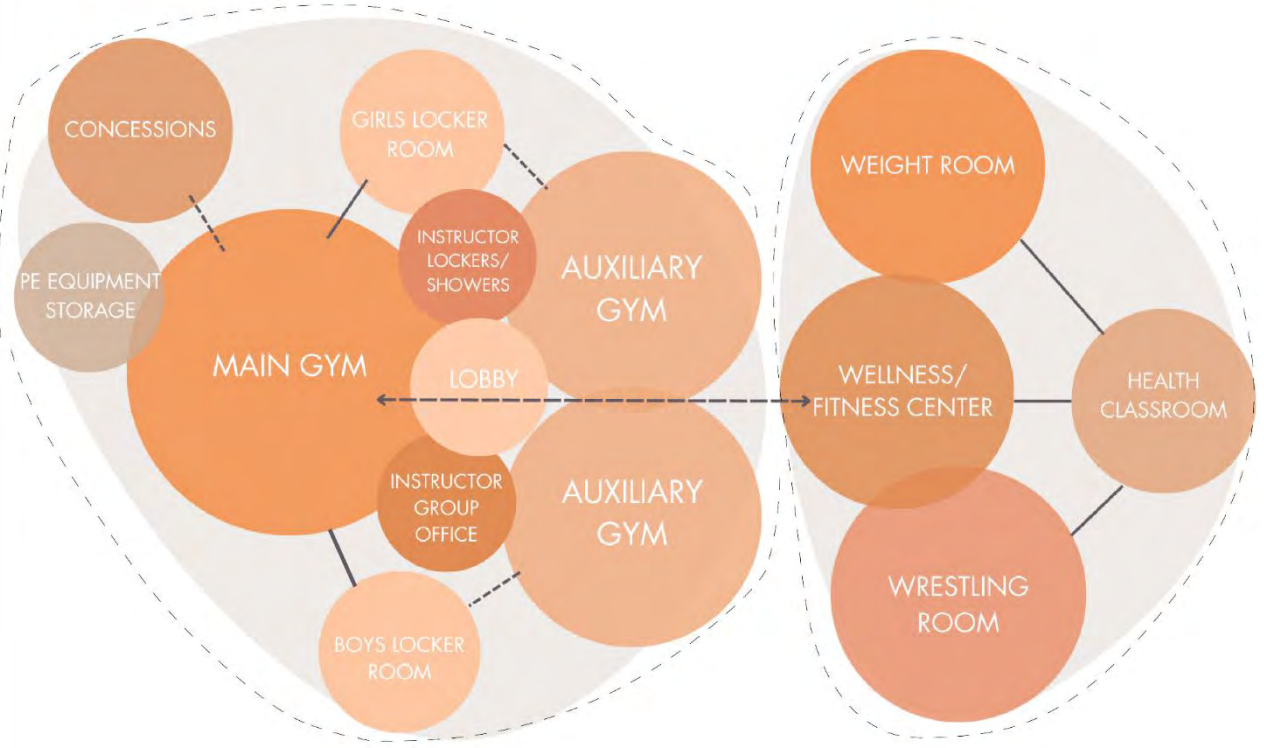 CONCESSIONS
GIRLS LOCKER
ROOM
PE EQUIPMENT
STORAGE
INSTRUCTOR
LOCKERS/
SHOWERS
AUXILIARY
GYM
MAIN GYM
LOBBY
INSTRUCTOR
GROUP
OFFICE
AUXILIARY
GYM
BOYS LOCKER
ROOM
WEIGHT ROOM
WELLNESS/
FITNESS CENTER
HEALTH
CLASSROOM
WRESTLING
ROOM